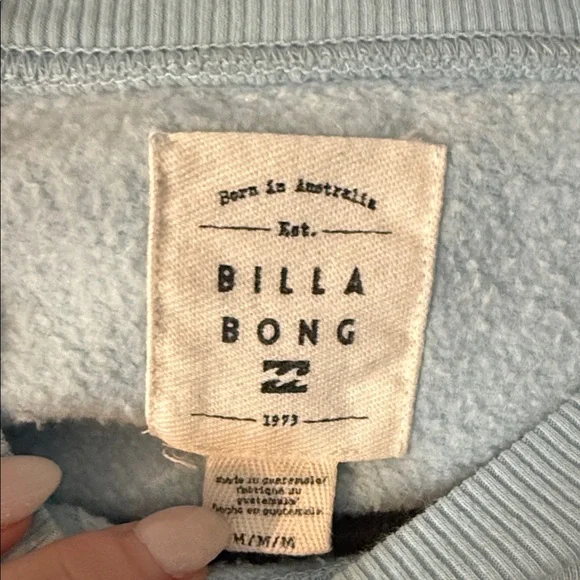 Born in Australia
Est.
BILLA
BONG
1973
made in guatemala/
fabriqué au
guatemala/
hecho en guatemala
M/M/M